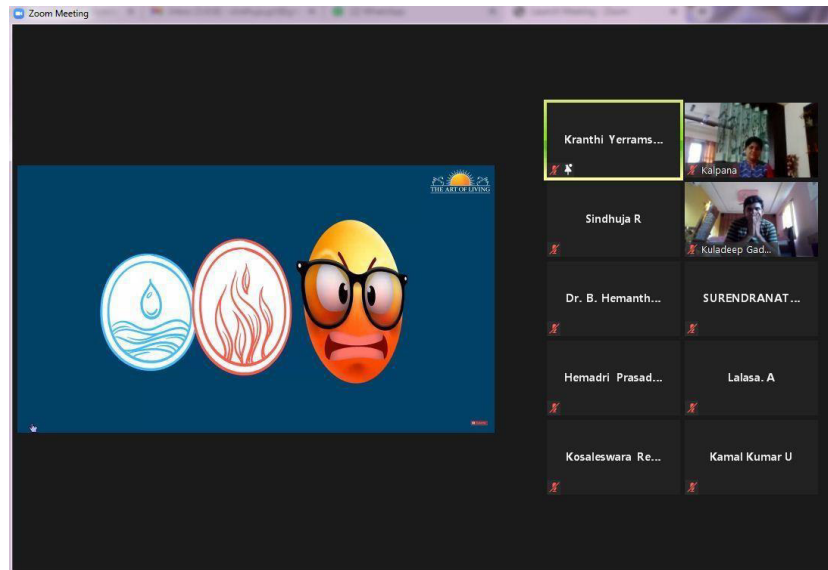 Zoom Meeting
THE ART OF LIVING
Kranthi Yerrams...
Kalpana
Sindhuja R
Kuladeep Gad...
Dr. B. Hemanth...
SURENDRANAT...
Hemadri Prasad...
Lalasa. A
Kosaleswara Re...
Kamal Kumar U